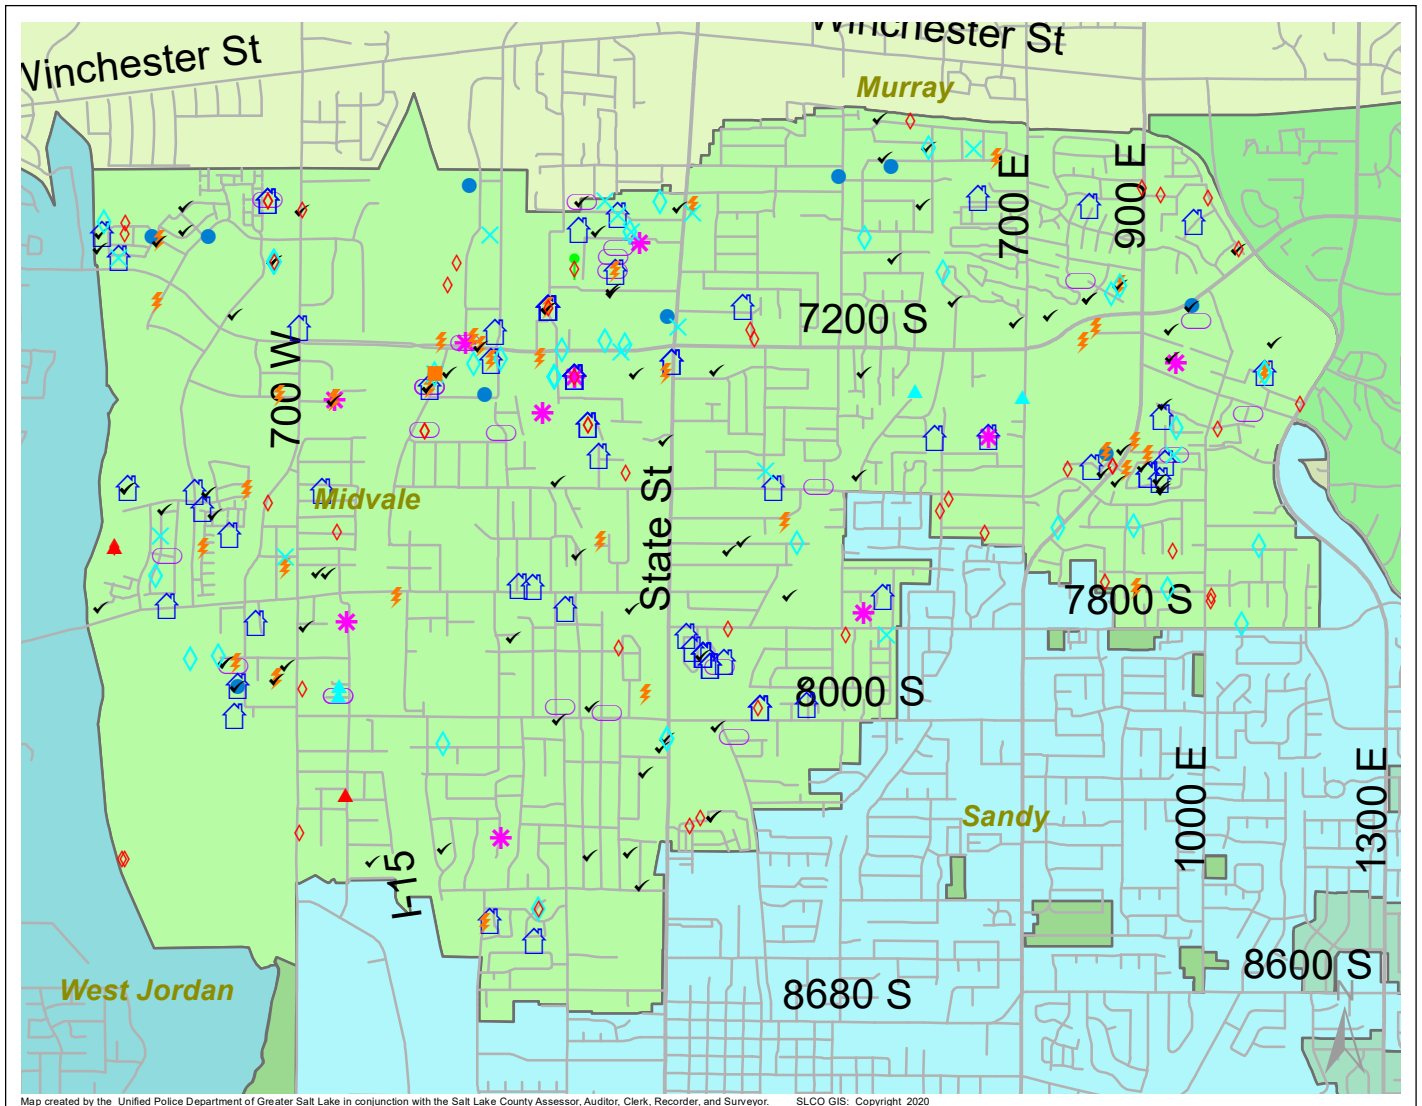 Winchester St
Winchester St
Murray
700 E
900 E
7200 S
700 W
Midvale
State St
7800 S
8000 S
Sandy
1000 E
1300 E
I-15
8600 S
West Jordan
8680 S
Map created by the Unified Police Department of Greater Salt Lake in conjunction with the Salt Lake County Assessor, Auditor, Clerk, Recorder, and Surveyor. SLCO GIS: Copyright 2020